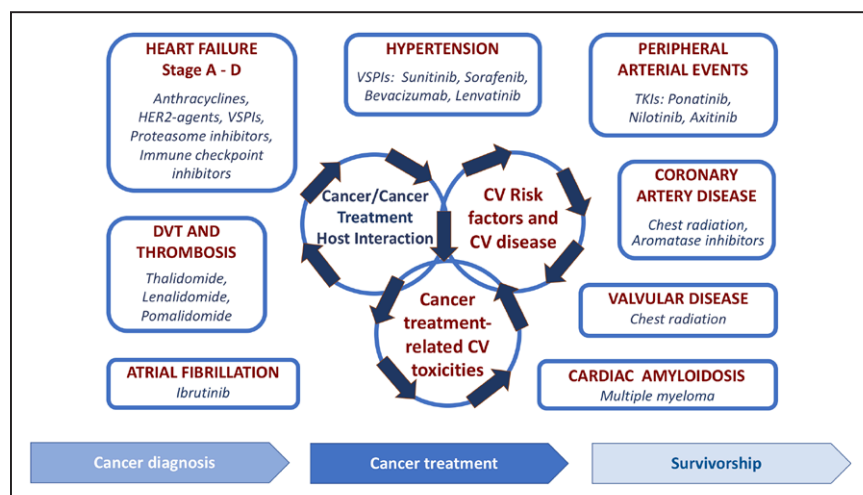 HEART FAILURE
Stage A - D
Anthracyclines,
HER2-agents, VSPIs,
Proteasome inhibitors,
Immune checkpoint
inhibitors
HYPERTENSION
VSPIs: Sunitinib, Sorafenib,
Bevacizumab, Lenvatinib
PERIPHERAL
ARTERIAL EVENTS
TKIs: Ponatinib,
Nilotinib, Axitinib
DVT AND
THROMBOSIS
Thalidomide,
Lenalidomide,
Pomalidomide
Cancer/Cancer
Treatment
Host Interaction
CV Risk
factors and
CV disease
CORONARY
ARTERY DISEASE
Chest radiation,
Aromatase inhibitors
Cancer
treatment-
related CV
toxicities
VALVULAR DISEASE
Chest radiation
ATRIAL FIBRILLATION
Ibrutinib
CARDIAC AMYLOIDOSIS
Multiple myeloma
Cancer diagnosis
Cancer treatment
Survivorship